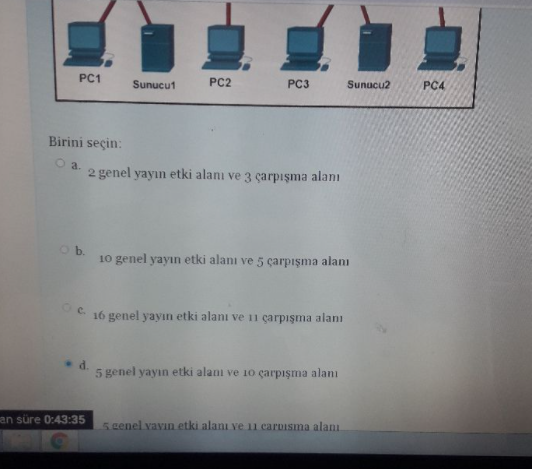 PC1 Sunucu1 PC2 PC3 Sunucu2 PC4
Birini seçin:
a. 2 genel yayın etki alanı ve 3 çarpışma alanı
b. 10 genel yayın etki alanı ve 5 çarpışma alanı
c. 16 genel yayın etki alanı ve 11 çarpışma alanı
d. 5 genel yayın etki alanı ve 10 çarpışma alanı
en süre 0:43:35
5 genel yayın etki alanı ve 11 çarpışma alanı